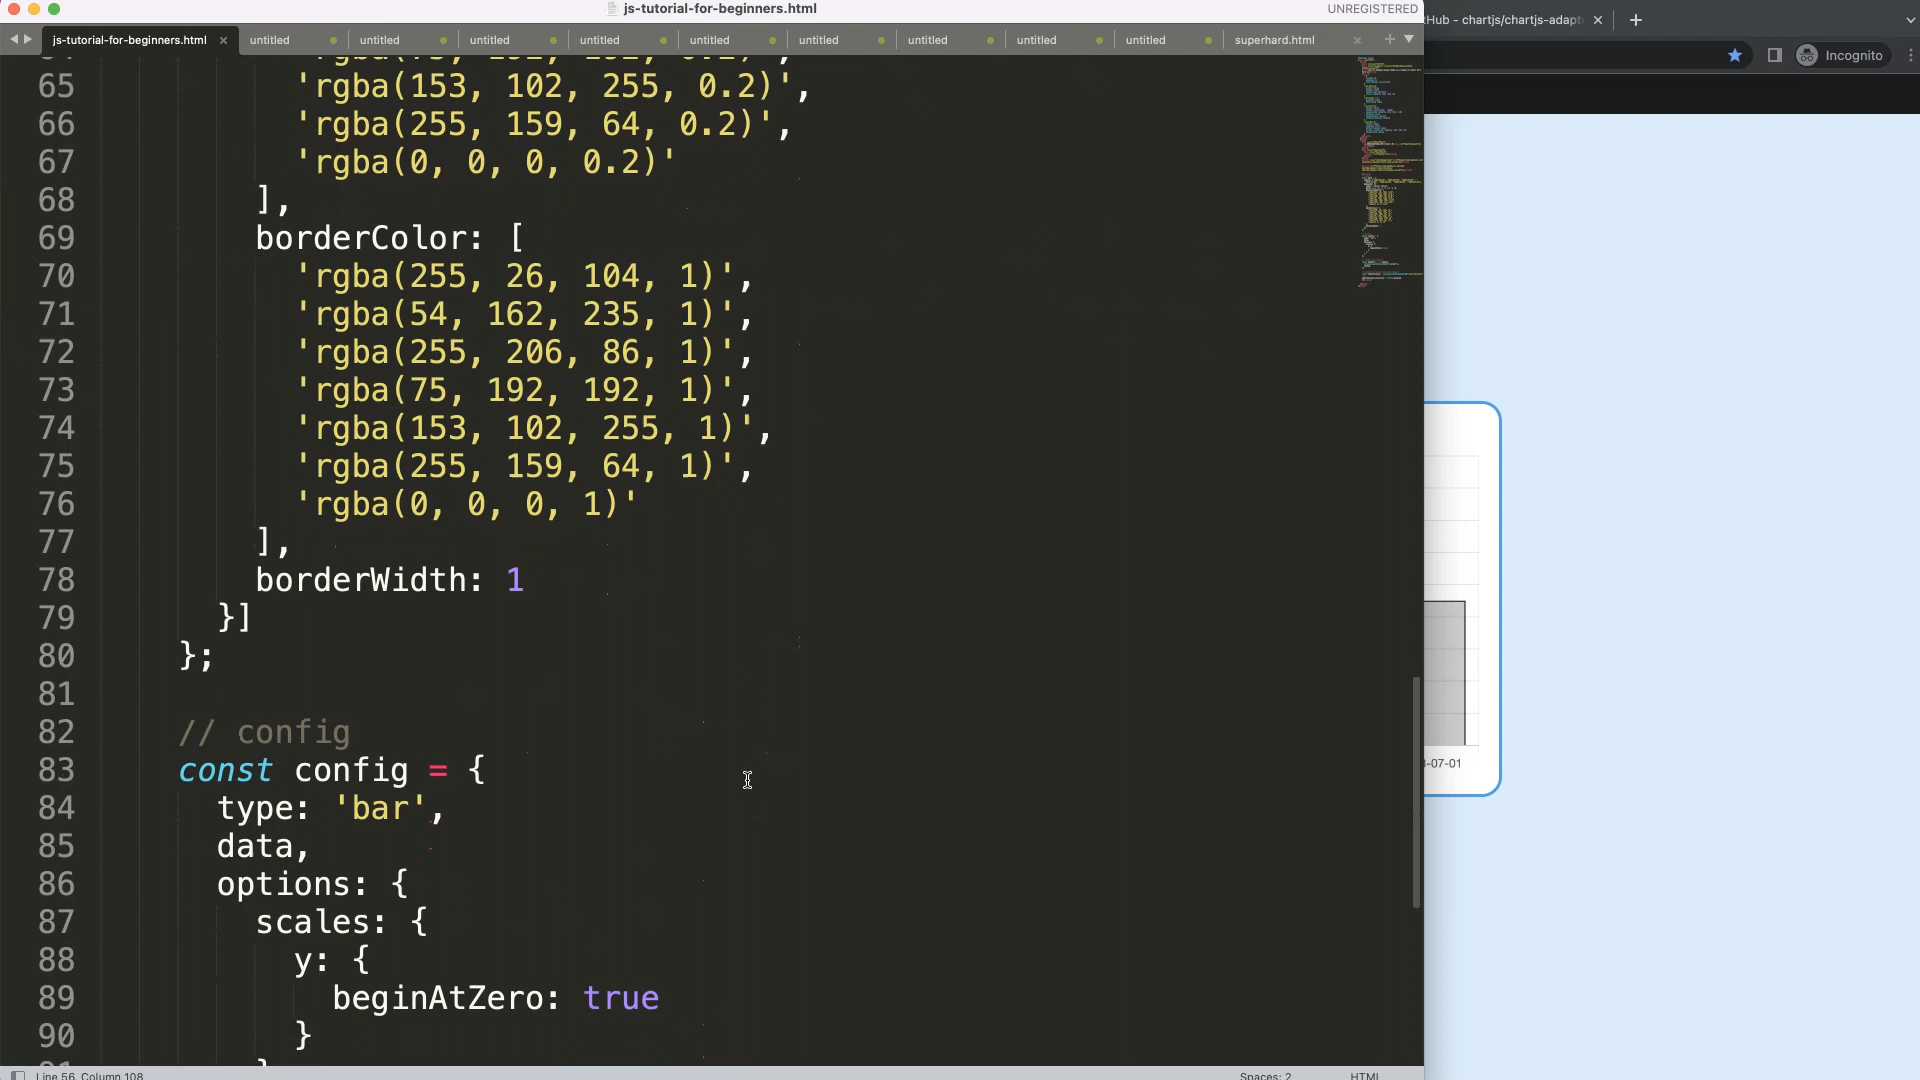 js-tutorial-for-beginners.html
UNREGISTERED
js-tutorial-for-beginners.html untitled untitled untitled untitled untitled untitled untitled untitled untitled superhard.html
Hub - chartjs/chartjs-adapt
Incognito
65 'rgba(153, 102, 255, 0.2)',
66 'rgba(255, 159, 64, 0.2)',
67 'rgba(0, 0, 0, 0.2)'
68 ],
69 borderColor: [
70 'rgba(255, 26, 104, 1)',
71 'rgba(54, 162, 235, 1)',
72 'rgba(255, 206, 86, 1)',
73 'rgba(75, 192, 192, 1)',
74 'rgba(153, 102, 255, 1)',
75 'rgba(255, 159, 64, 1)',
76 'rgba(0, 0, 0, 1)'
77 ],
78 borderWidth: 1
79 }]
80 };
81
82 // config
83 const config = {
84 type: 'bar',
85 data,
86 options: {
87 scales: {
88 y: {
89 beginAtZero: true
90 }
-07-01
Line 56, Column 108
Spaces: 2
HTML